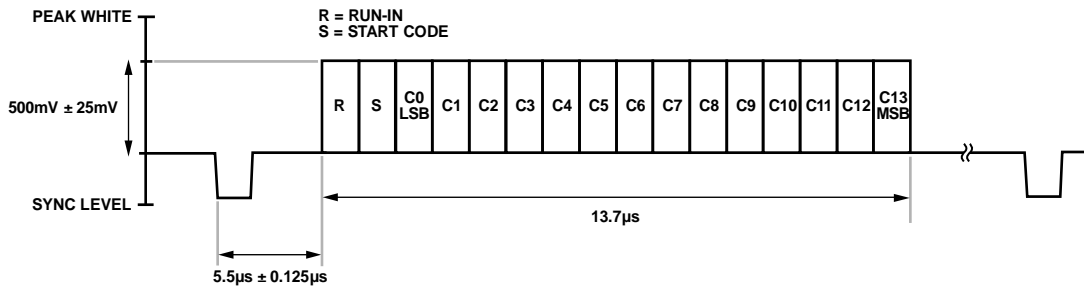 PEAK WHITE
R = RUN-IN
S = START CODE
500mV ± 25mV
R
S
C0
LSB
C1
C2
C3
C4
C5
C6
C7
C8
C9
C10
C11
C12
C13
MSB
SYNC LEVEL
13.7µs
5.5µs ± 0.125µs